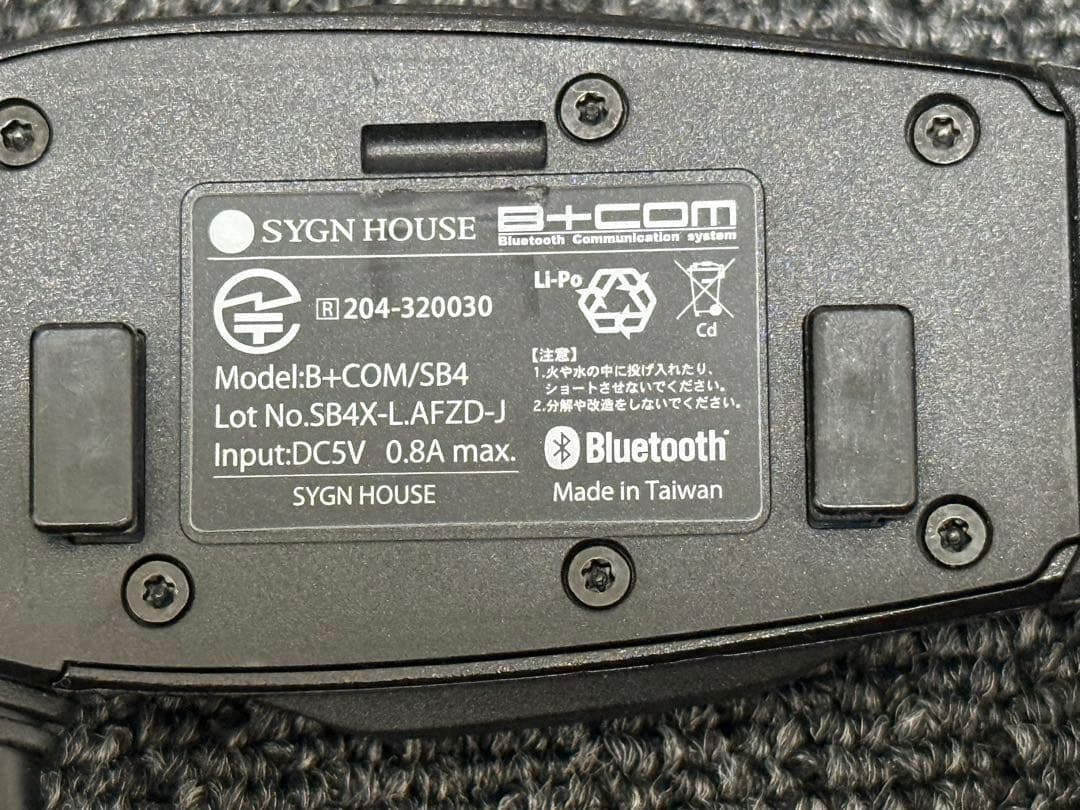 SYGN HOUSE
B+COM
Bluetooth Communication system
R 204-320030
Model:B+COM/SB4
Lot No.SB4X-L.AFZD-J
Input:DC5V 0.8A max.
SYGN HOUSE
Li-Po
Cd
【注意】
1.火や水の中に投げ入れたり、
ショートさせないでください。
2.分解や改造をしないでください。
Bluetooth
Made in Taiwan